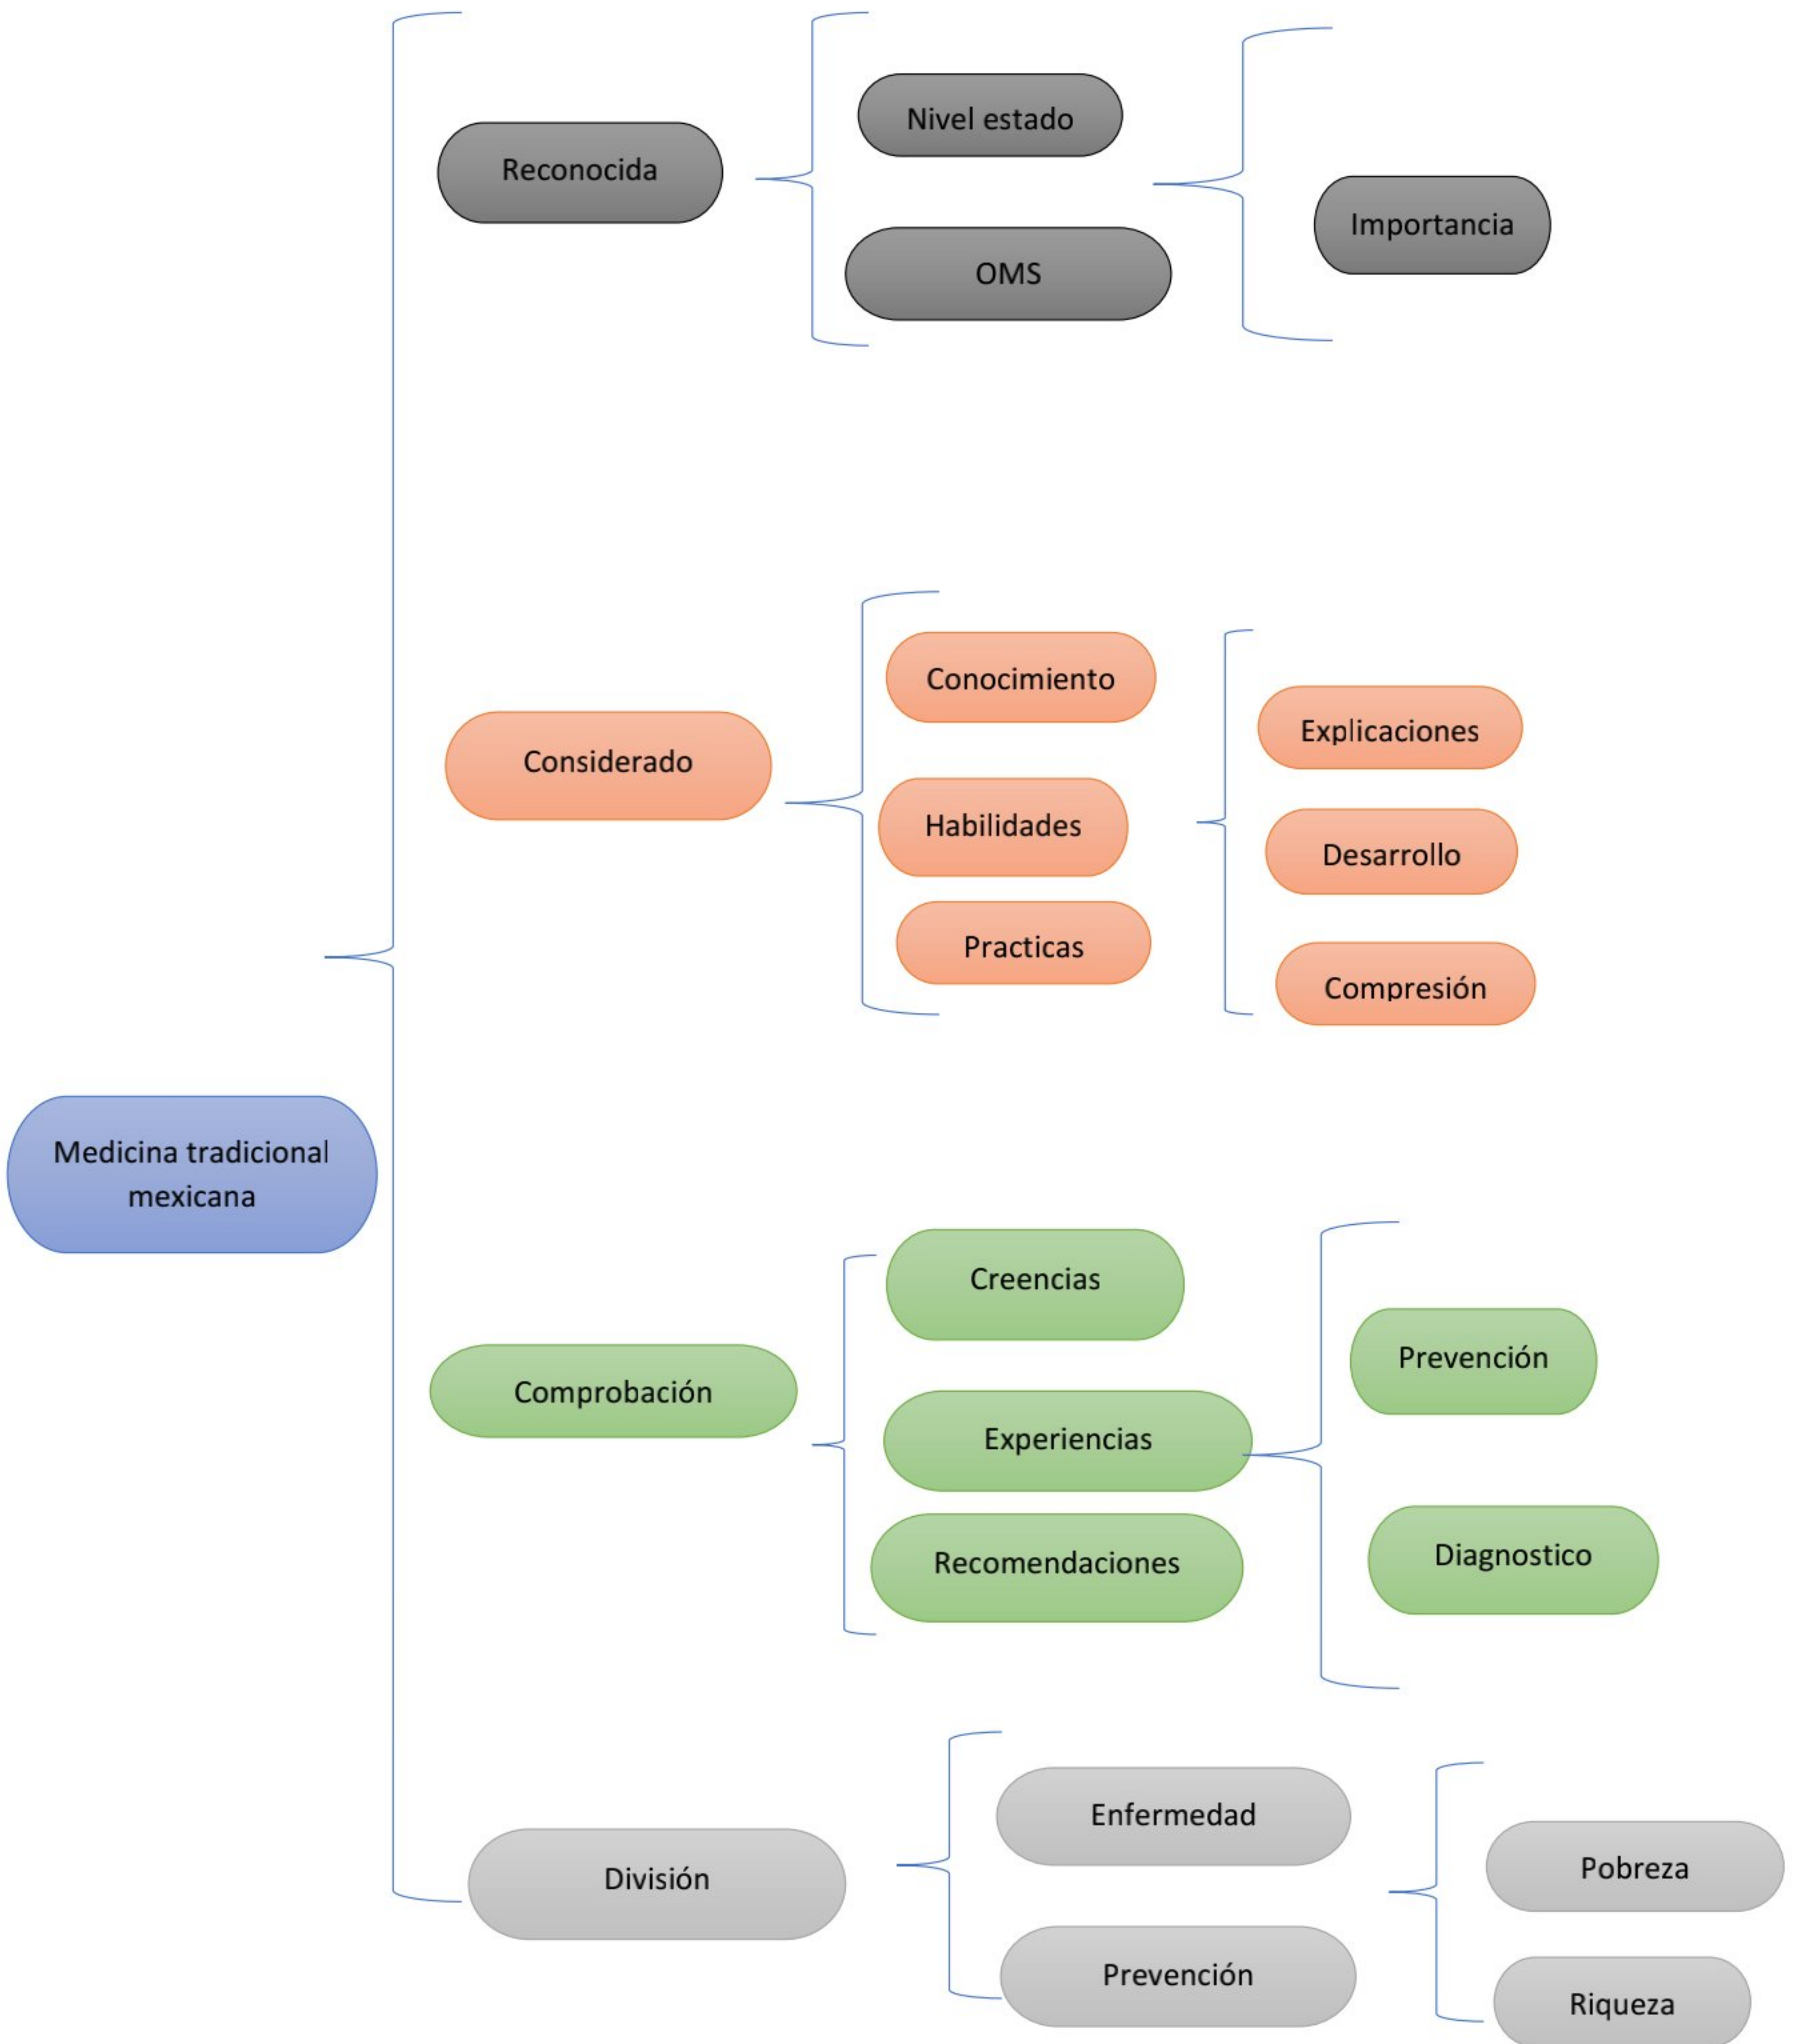 Reconocida
Nivel estado
OMS
Importancia
Considerado
Conocimiento
Habilidades
Practicas
Explicaciones
Desarrollo
Compresión
Medicina tradicional
mexicana
Comprobación
Creencias
Experiencias
Recomendaciones
Prevención
Diagnostico
División
Enfermedad
Prevención
Pobreza
Riqueza